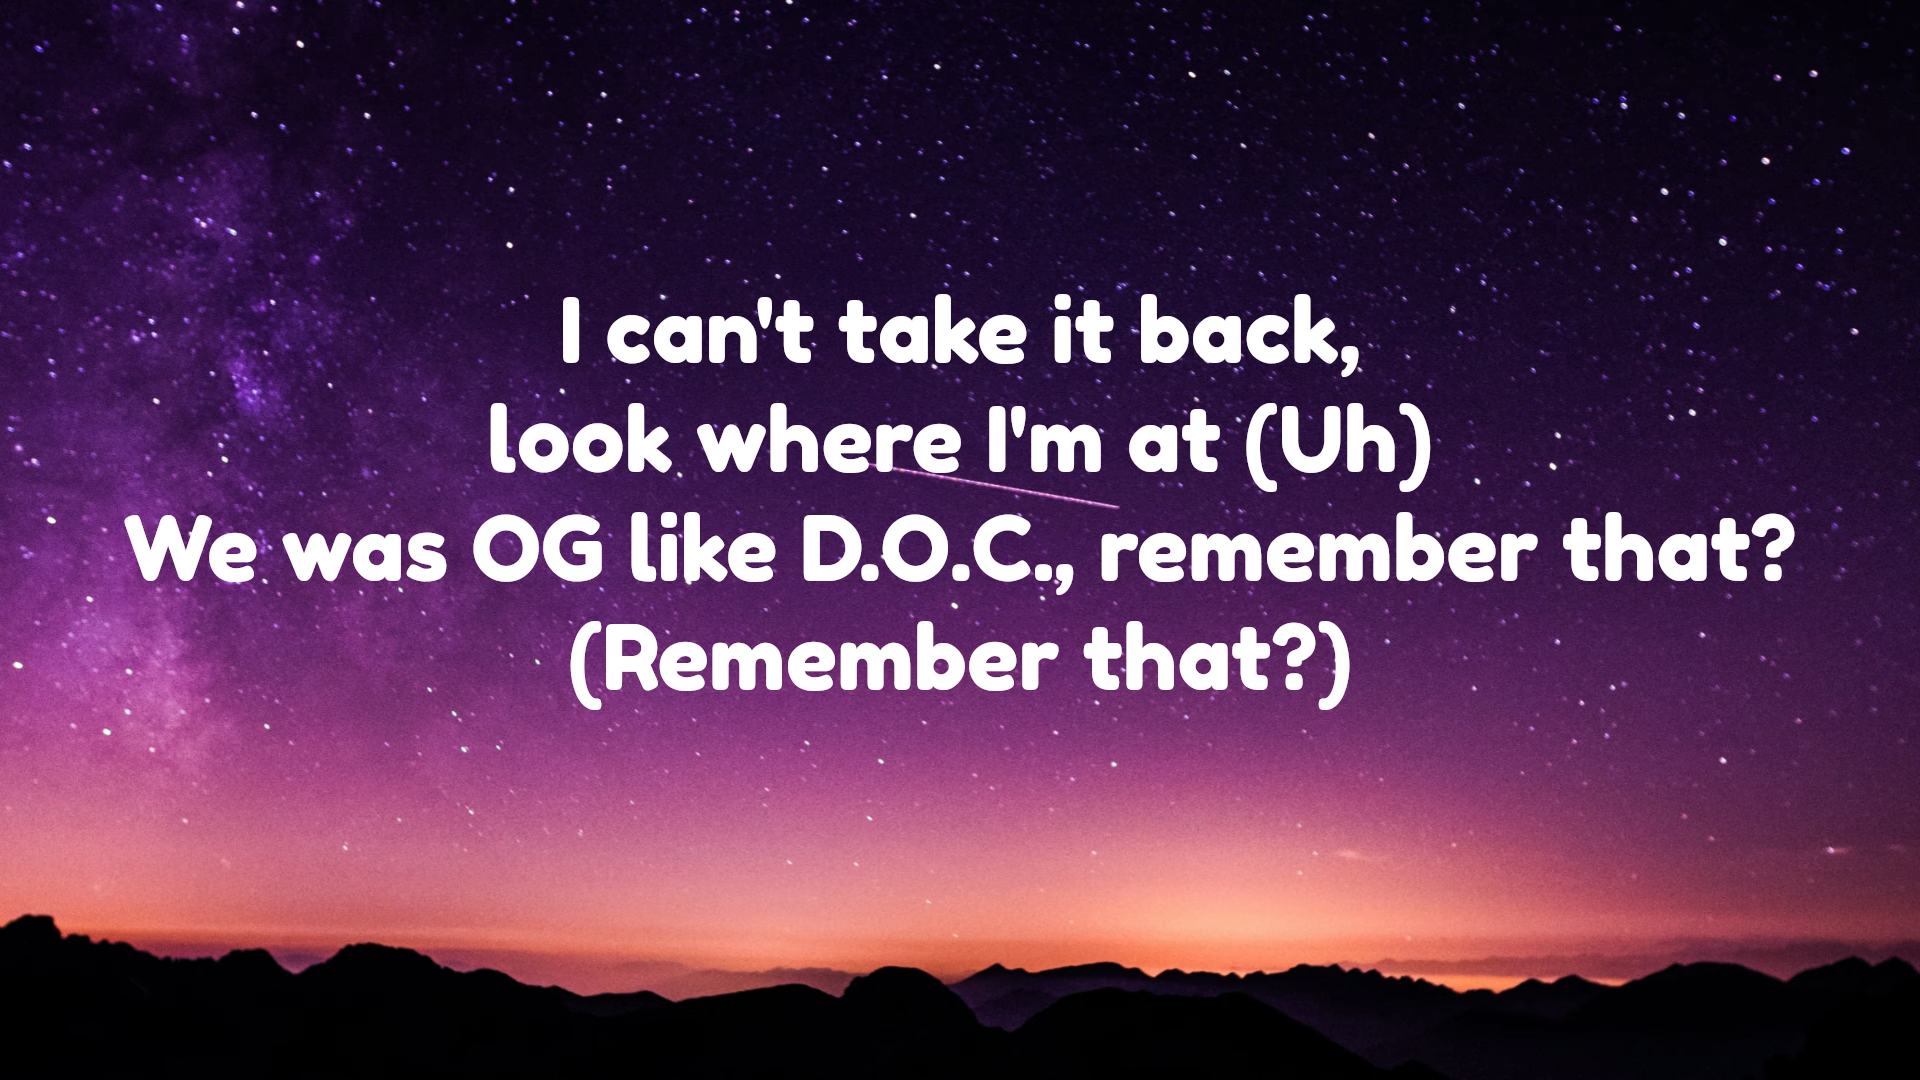 I can't take it back,
look where I'm at (Uh)
We was OG like D.O.C., remember that?
(Remember that?)